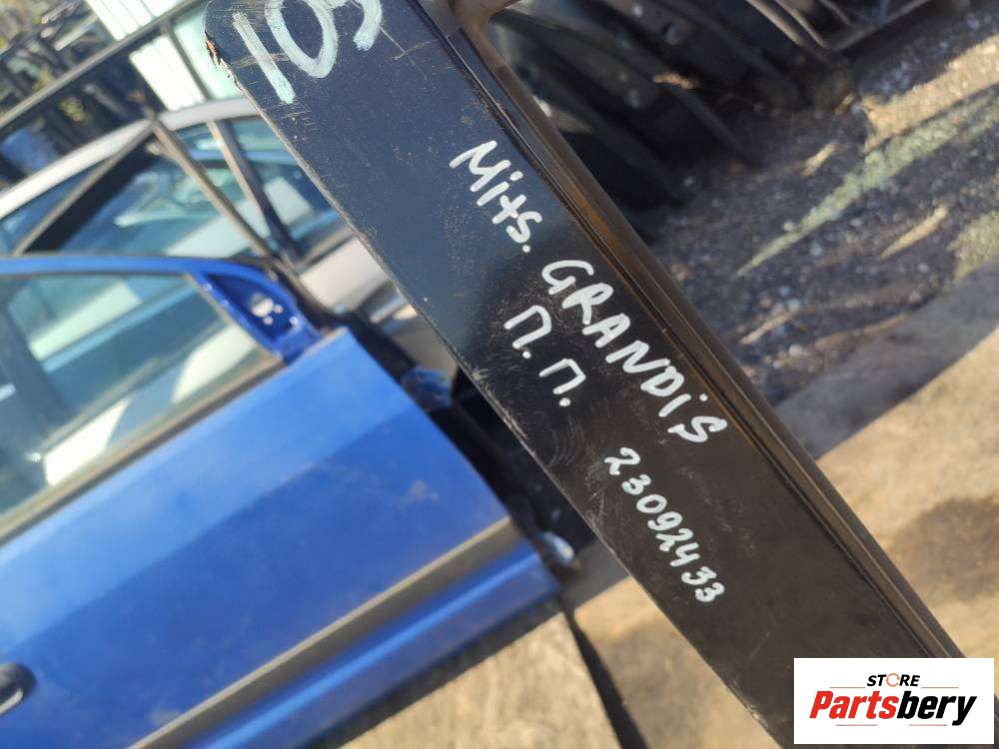 105
Mits. GRANDiS
П. П.
23092433
STORE
Partsbery